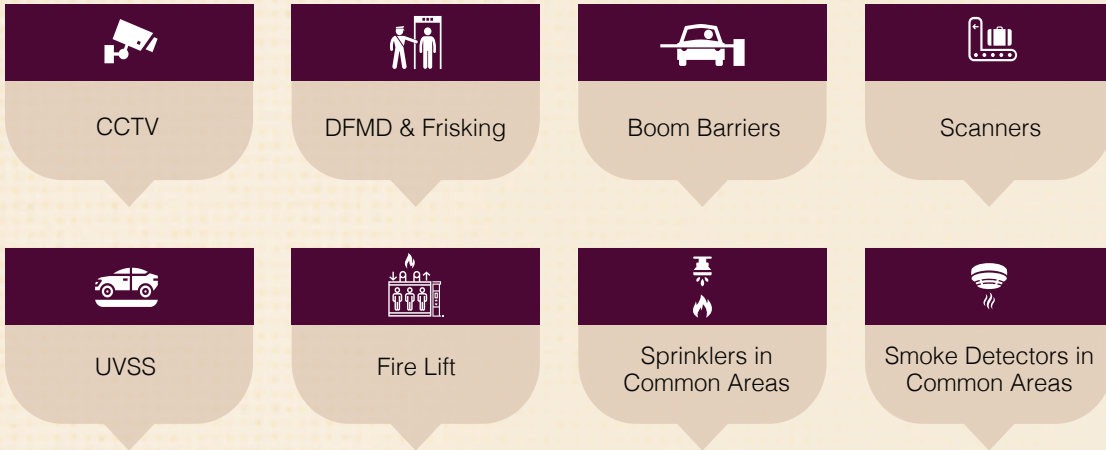 CCTV
DFMD & Frisking
Boom Barriers
Scanners
UVSS
Fire Lift
Sprinklers in
Common Areas
Smoke Detectors in
Common Areas